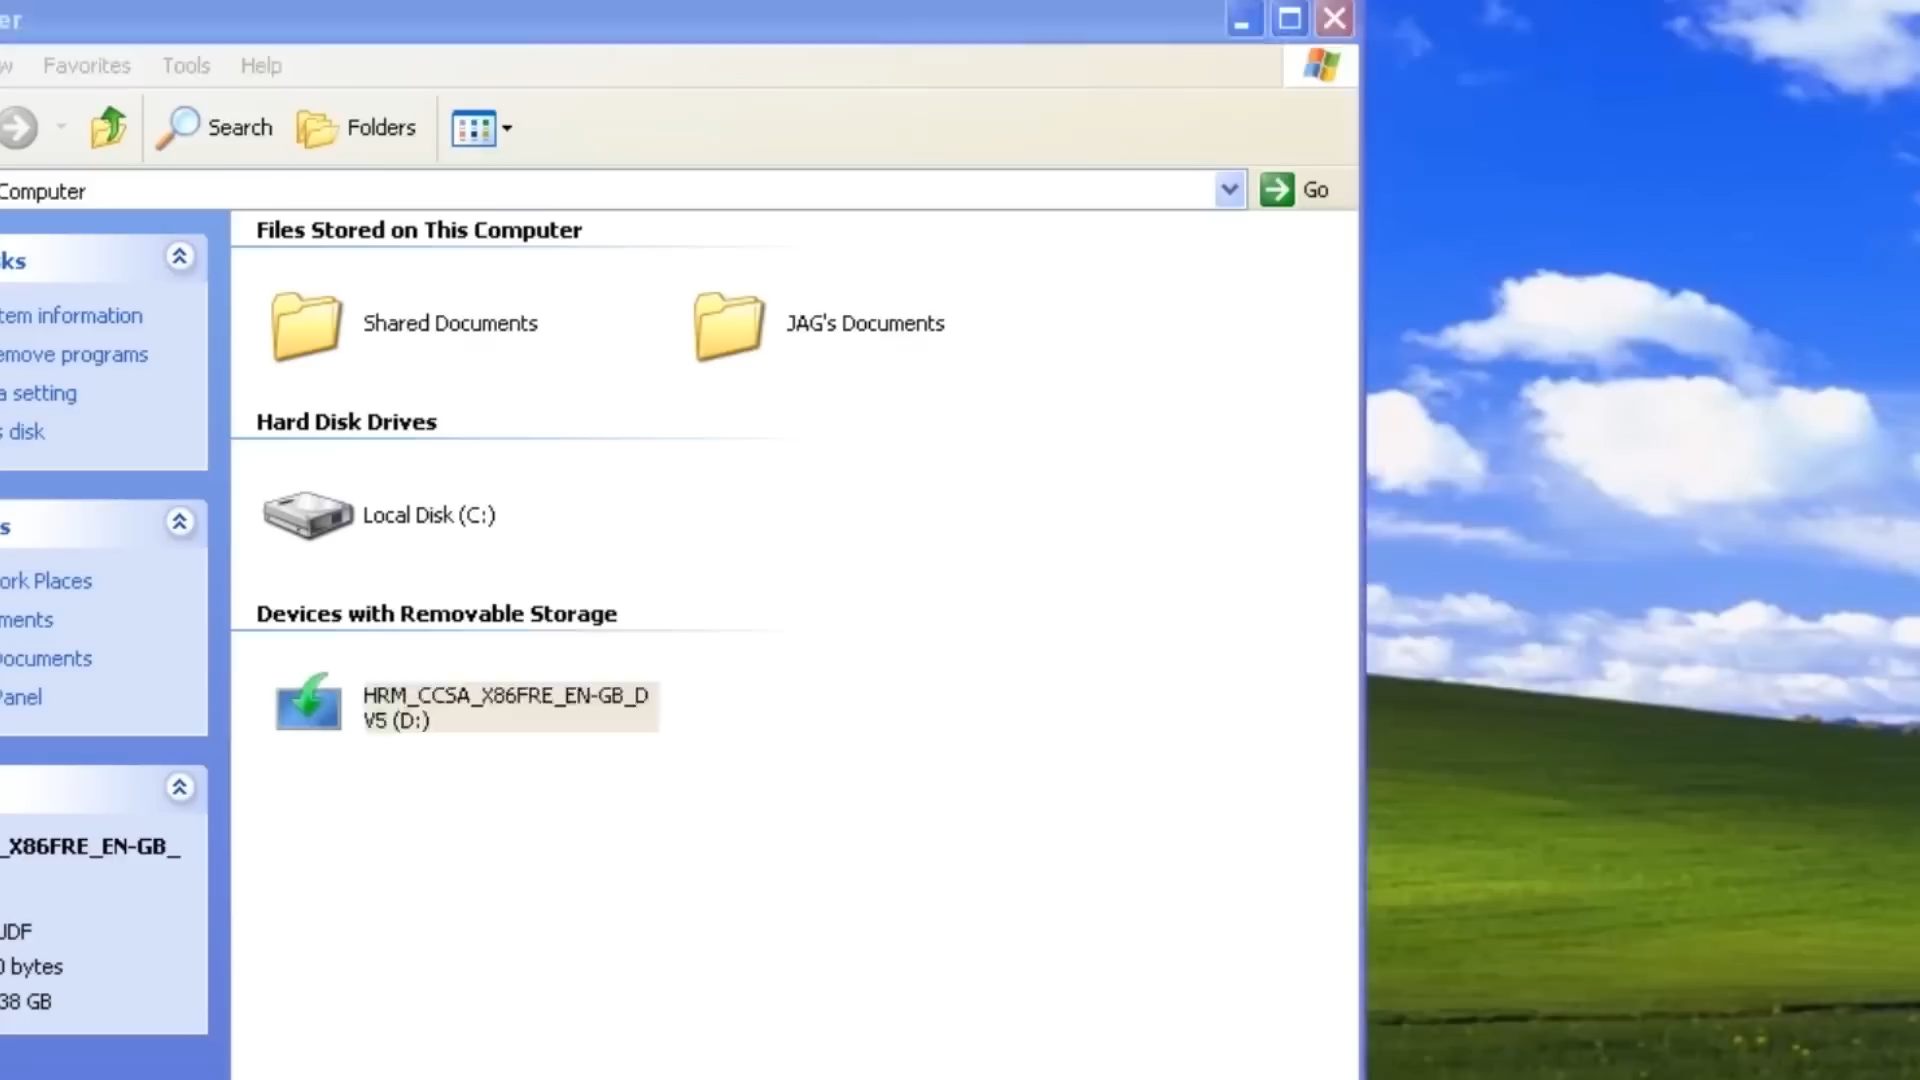 er
w Favorites Tools Help
Search Folders
Computer Go
Files Stored on This Computer
ks
tem information
emove programs
a setting
s disk
Shared Documents JAG's Documents
Hard Disk Drives
Local Disk (C:)
s
ork Places
ments
Documents
Panel
Devices with Removable Storage
HRM_CCSA_X86FRE_EN-GB_D
V5 (D:)
_X86FRE_EN-GB_
UDF
0 bytes
38 GB